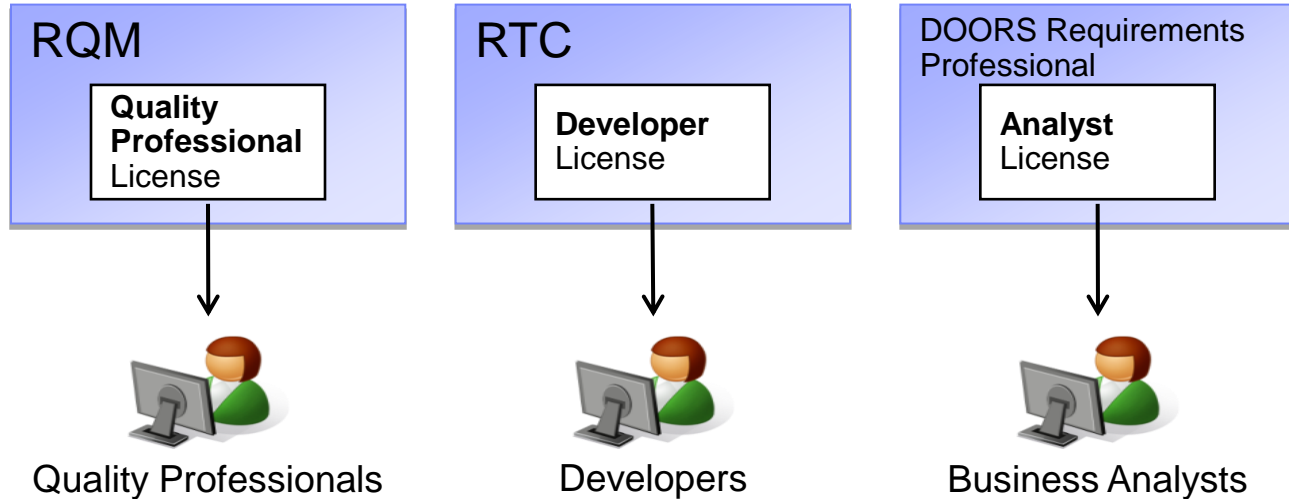 RQM
Quality
Professional
License
Quality Professionals
RTC
Developer
License
Developers
DOORS Requirements
Professional
Analyst
License
Business Analysts